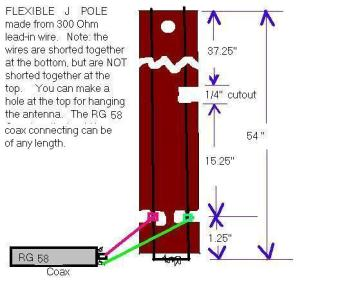 FLEXIBLE J POLE
made from 300 Ohm
lead-in wire. Note: the
wires are shorted together
at the bottom, but are NOT
shorted together at the
top. You can make a
hole at the top for hanging
the antenna. The RG 58
coax connecting can be
of any length.
37.25"
1/4" cutout
54 "
15.25"
1.25"
RG 58
Coax